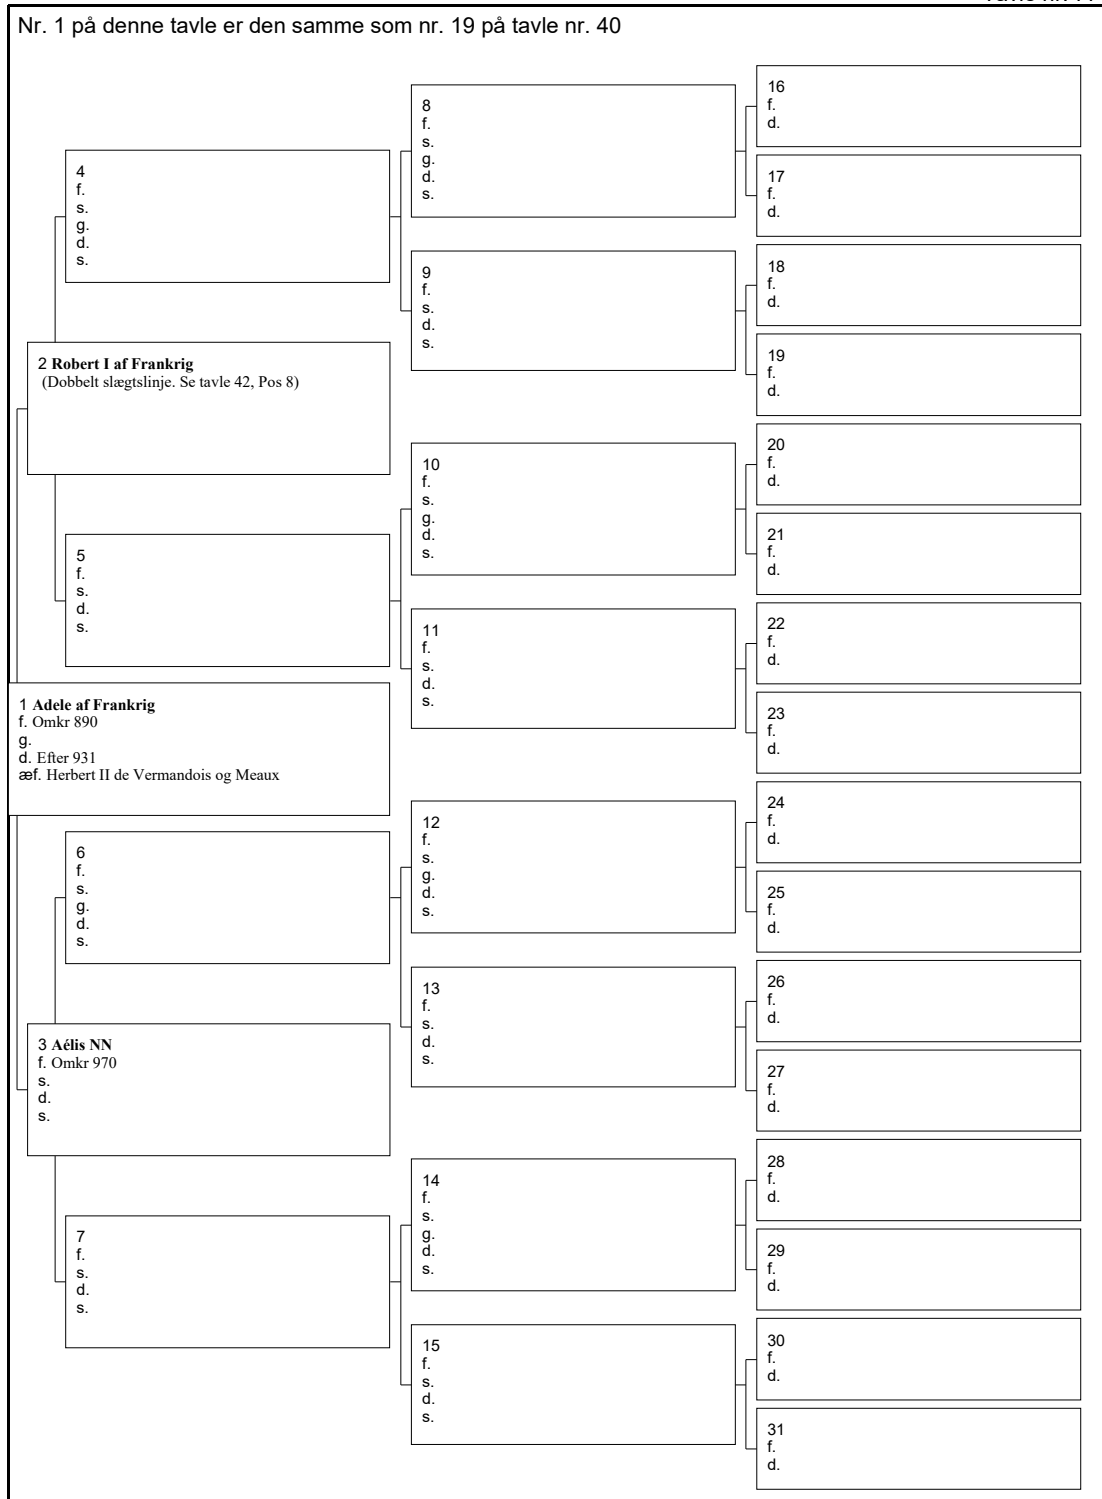 Nr. 1 på denne tavle er den samme som nr. 19 på tavle nr. 40
16
f.
d.
8
f.
s.
g.
d.
s.
17
f.
d.
4
f.
s.
g.
d.
s.
18
f.
d.
9
f.
s.
d.
s.
19
f.
d.
2 Robert I af Frankrig
(Dobbelt slægtslinje. Se tavle 42, Pos 8)
20
f.
d.
10
f.
s.
g.
d.
s.
21
f.
d.
5
f.
s.
d.
s.
22
f.
d.
11
f.
s.
d.
s.
23
f.
d.
1 Adele af Frankrig
f. Omkr 890
g.
d. Efter 931
æf. Herbert II de Vermandois og Meaux
24
f.
d.
12
f.
s.
g.
d.
s.
25
f.
d.
6
f.
s.
g.
d.
s.
26
f.
d.
13
f.
s.
d.
s.
27
f.
d.
3 Aélis NN
f. Omkr 970
s.
d.
s.
28
f.
d.
14
f.
s.
g.
d.
s.
29
f.
d.
7
f.
s.
d.
s.
30
f.
d.
15
f.
s.
d.
s.
31
f.
d.